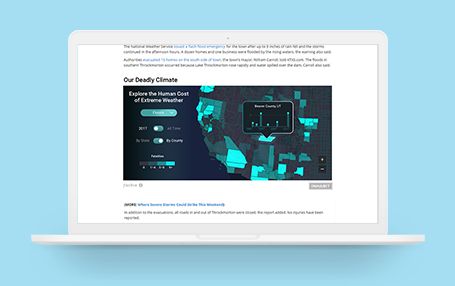 The National Weather Service issued a flash flood emergency for the town after up to 8 inches of rain fell and the storms
continued in the afternoon hours. A dozen homes and one business were flooded by the rising waters, the warning also said.
Authorities evacuated 15 homes on the south side of town, the town's mayor, William Carroll, told KTXS.com. The floods in
southern Throckmorton occurred because Lake Throckmorton rose rapidly and water spilled over the dam, Carroll also said.
Our Deadly Climate
Explore the Human Cost
of Extreme Weather
Floods
2017 All Time
By State By County
Fatalities
Beaver County, UT
(MORE: Where Severe Storms Could Strike This Weekend)
In addition to the evacuations, all roads in and out of Throckmorton were closed, the report added. No injuries have been
reported.